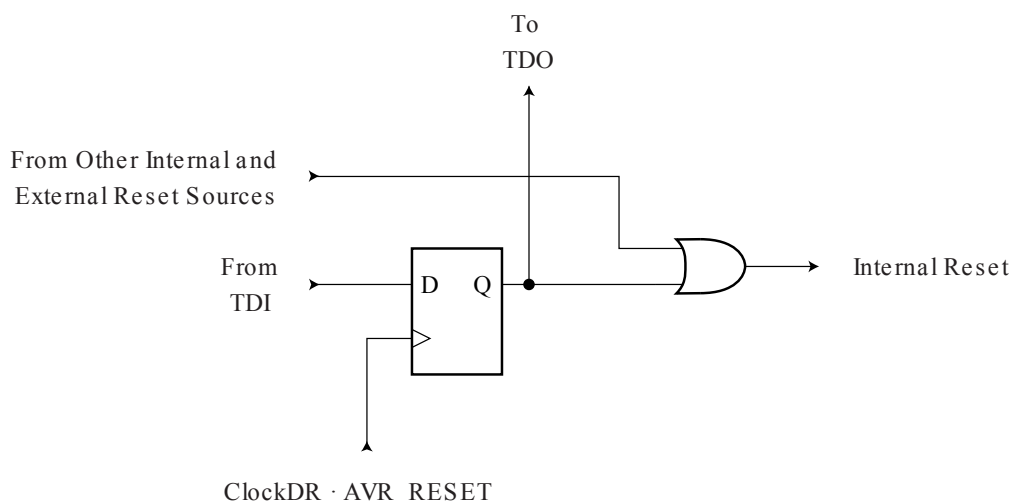 To
TDO
From Other Internal and
External Reset Sources
From
TDI
D Q
Internal Reset
ClockDR · AVR_RESET